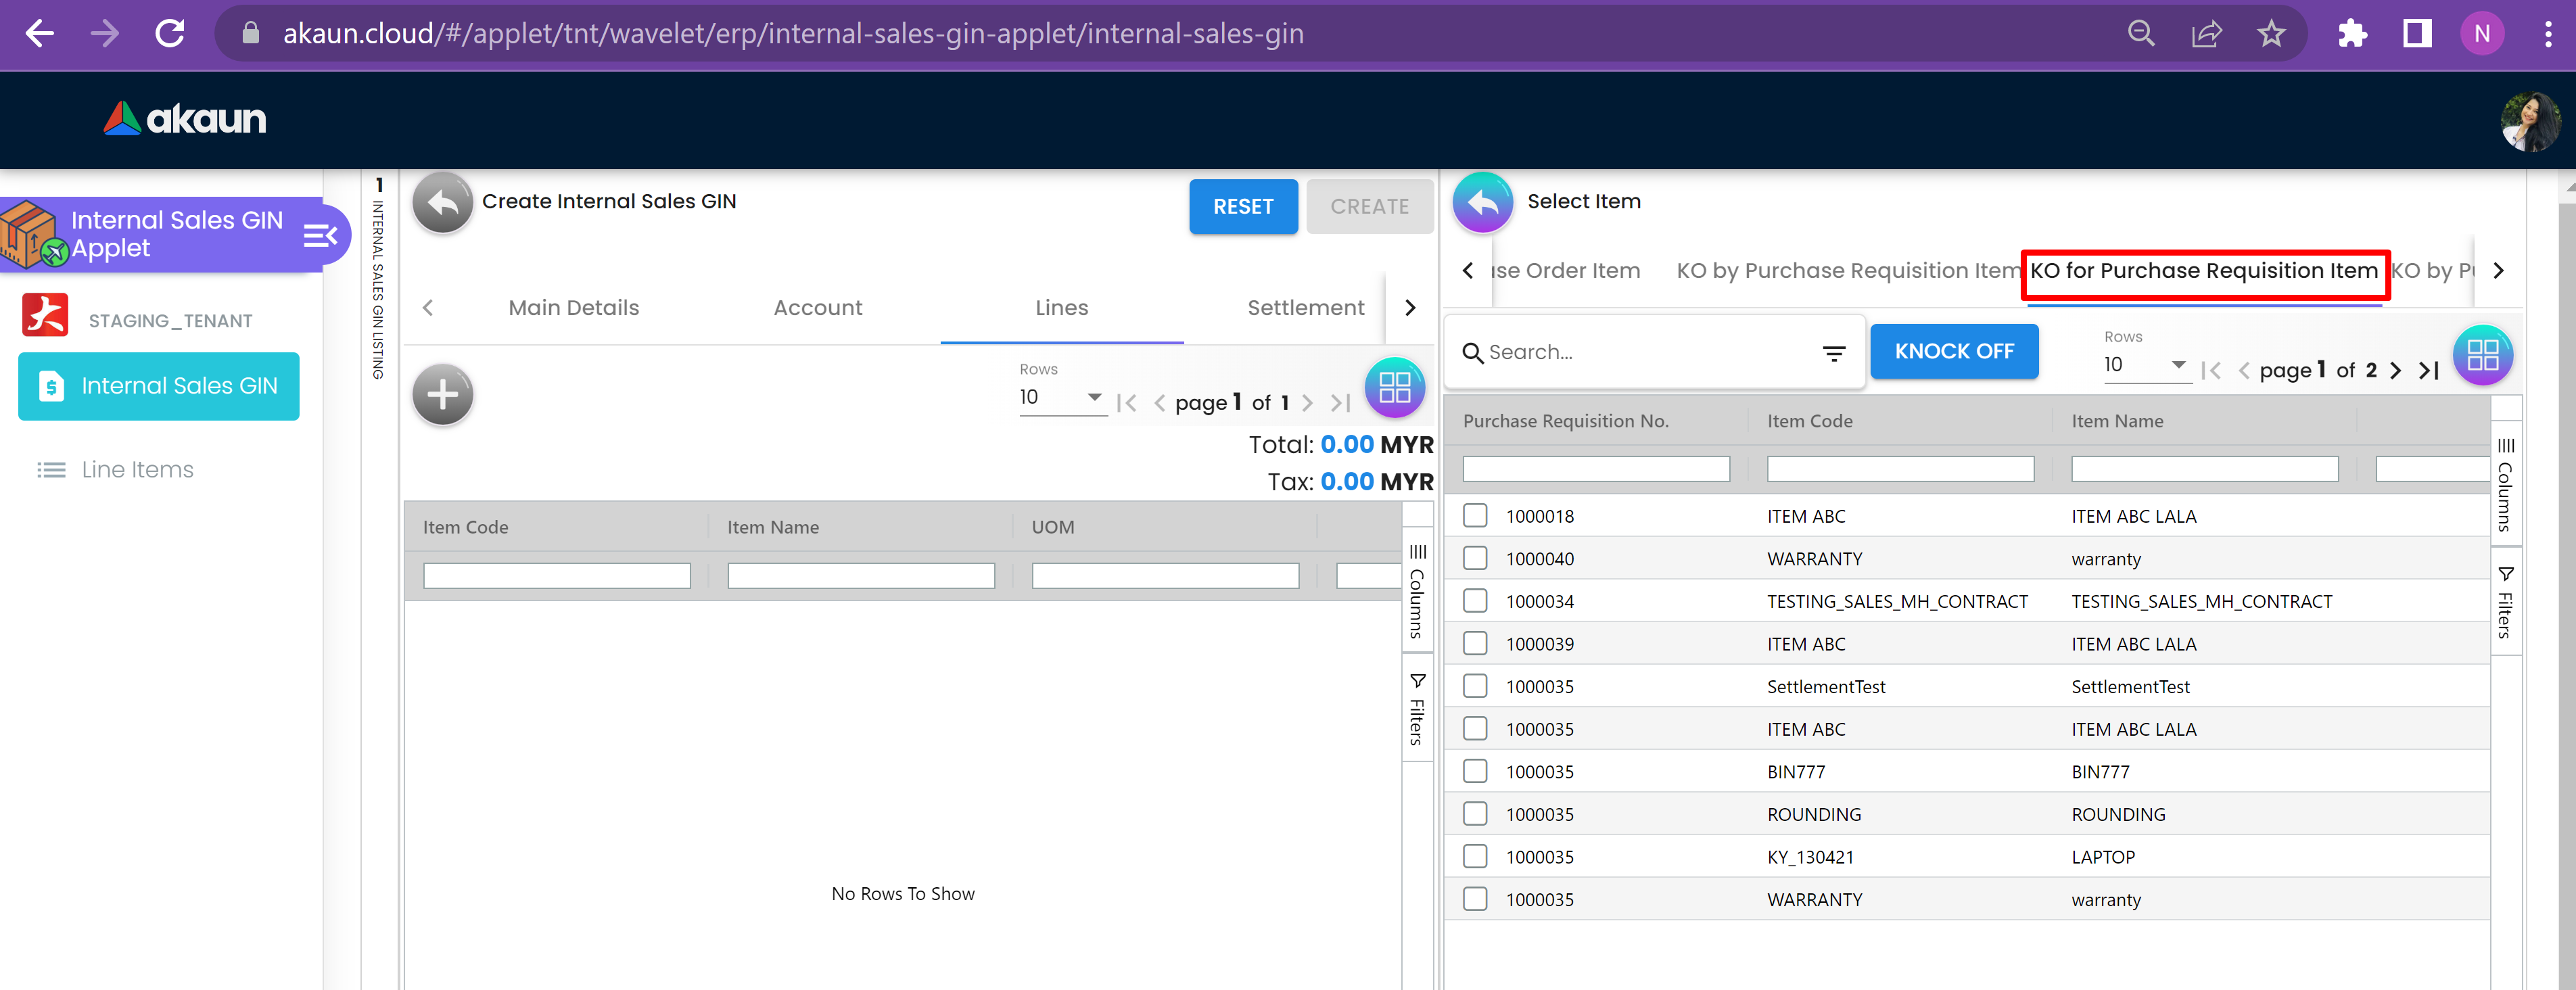 akaun.cloud/#/applet/tnt/wavelet/erp/internal-sales-gin-applet/internal-sales-gin
N
akaun
Internal Sales GIN
Applet
STAGING_TENANT
Internal Sales GIN
Line Items
1
INTERNAL SALES GIN LISTING
Create Internal Sales GIN
RESET
CREATE
Main Details
Account
Lines
Settlement
Rows
10
page 1 of 1
Total: 0.00 MYR
Tax: 0.00 MYR
Item Code
Item Name
UOM
Columns
Filters
No Rows To Show
Select Item
Order Item
KO by Purchase Requisition Item
KO for Purchase Requisition Item
KO by
Search...
KNOCK OFF
Rows
10
page 1 of 2
Purchase Requisition No.
Item Code
Item Name
1000018 ITEM ABC ITEM ABC LALA
1000040 WARRANTY warranty
1000034 TESTING_SALES_MH_CONTRACT TESTING_SALES_MH_CONTRACT
1000039 ITEM ABC ITEM ABC LALA
1000035 SettlementTest SettlementTest
1000035 ITEM ABC ITEM ABC LALA
1000035 BIN777 BIN777
1000035 ROUNDING ROUNDING
1000035 KY_130421 LAPTOP
1000035 WARRANTY warranty
Columns
Filters